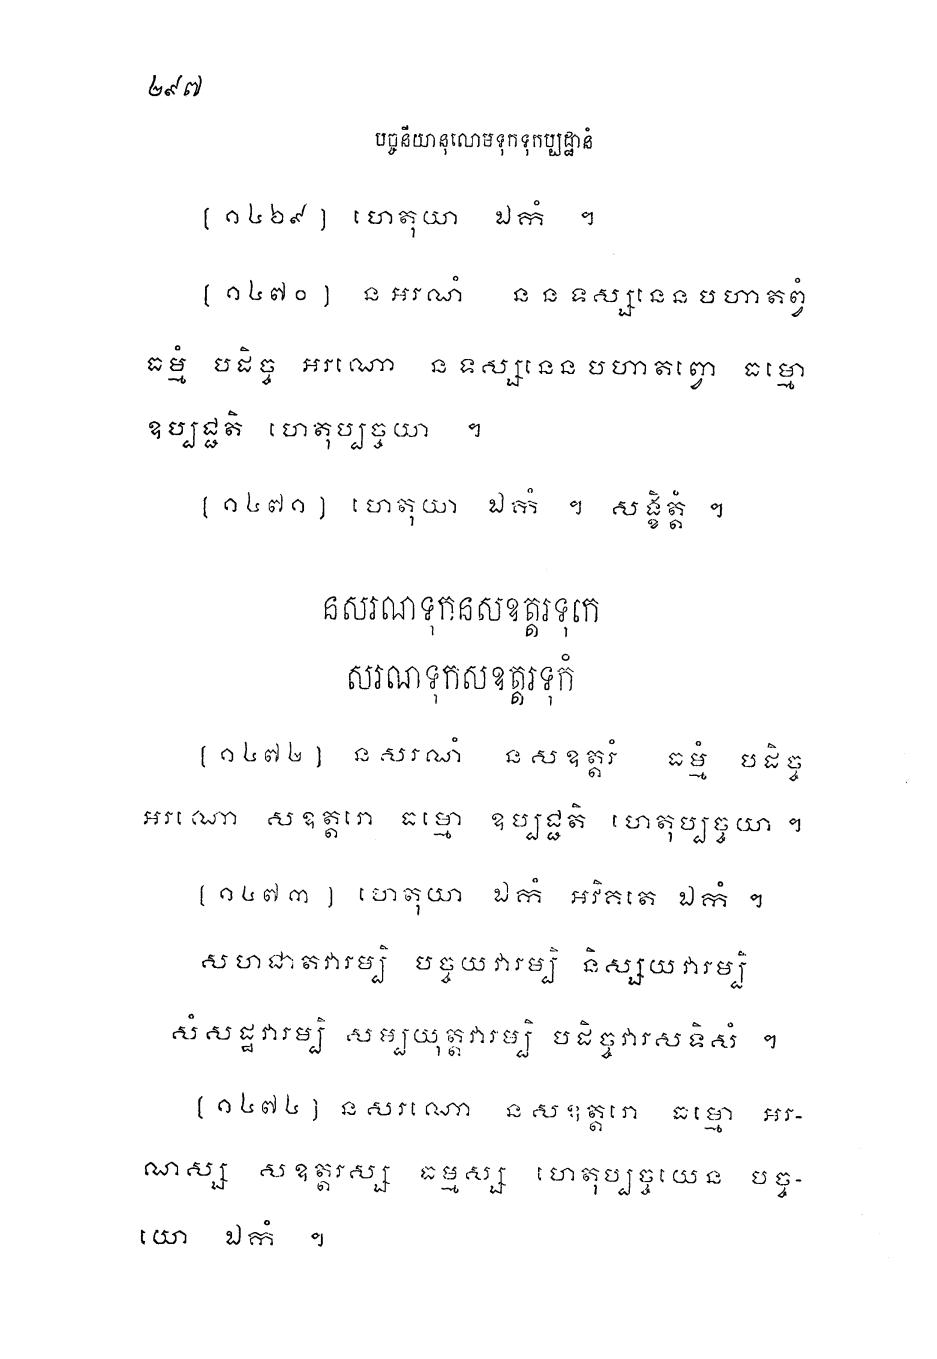 ២៩៧
បច្ចនីយានុលោមទុកទុកប្បដ្ឋានំ
[១៤៦៩] ហេតុយា ឯកំ ។
[១៤៧០] នអរណំ ននទស្សនេនបហាតព្វំ
ធម្មំ បដិច្ច អរណោ នទស្សនេនបហាតព្វោ ធម្មោ
ឧប្បជ្ជតិ ហេតុប្បច្ចយា ។
[១៤៧១] ហេតុយា ឯកំ ។ សង្ខិត្តំ ។
នសរណទុកនសឧត្តរទុកេ
សរណទុកសឧត្តរទុកំ
[១៤៧២] នសរណំ នសឧត្តរំ ធម្មំ បដិច្ច
អរណោ សឧត្តរោ ធម្មោ ឧប្បជ្ជតិ ហេតុប្បច្ចយា ។
[១៤៧៣] ហេតុយា ឯកំ អវិគតេ ឯកំ ។
សហជាតវារម្បិ បច្ចយវារម្បិ និស្សយវារម្បិ
សំសដ្ឋវារម្បិ សម្បយុត្តវារម្បិ បដិច្ចវារសទិសំ ។
[១៤៧៤] នសរណោ នសឧត្តរោ ធម្មោ អរ-
ណស្ស សឧត្តរស្ស ធម្មស្ស ហេតុប្បច្ចយេន បច្ច-
យោ ឯកំ ។